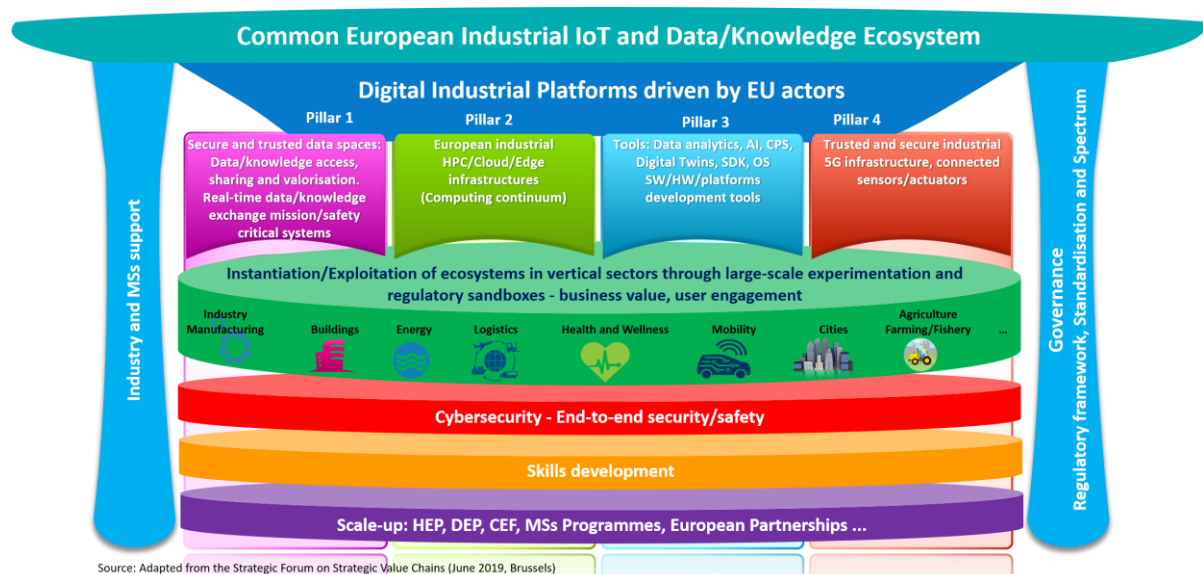 Common European Industrial IoT and Data/Knowledge Ecosystem
Digital Industrial Platforms driven by EU actors
Pillar 1
Pillar 2
Pillar 3
Pillar 4
Secure and trusted data spaces:
Data/knowledge access,
sharing and valorisation.
Real-time data/knowledge
exchange mission/safety
critical systems
European industrial
HPC/Cloud/Edge
infrastructures
(Computing continuum)
Tools: Data analytics, AI, CPS,
Digital Twins, SDK, OS
SW/HW/platforms
development tools
Trusted and secure industrial
5G infrastructure, connected
sensors/actuators
Industry and MSs support
Governance
Regulatory framework, Standardisation and Spectrum
Instantiation/Exploitation of ecosystems in vertical sectors through large-scale experimentation and
regulatory sandboxes - business value, user engagement
Industry
Manufacturing
Buildings
Energy
Logistics
Health and Wellness
Mobility
Cities
Agriculture
Farming/Fishery
...
Cybersecurity - End-to-end security/safety
Skills development
Scale-up: HEP, DEP, CEF, MSs Programmes, European Partnerships ...
Source: Adapted from the Strategic Forum on Strategic Value Chains (June 2019, Brussels)